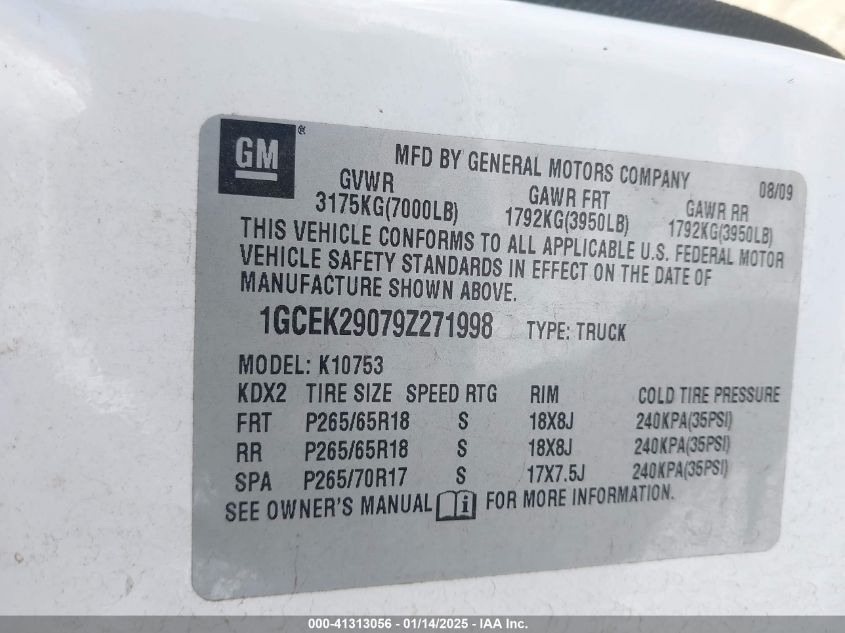 GM®
MFD BY GENERAL MOTORS COMPANY 08/09
GVWR GAWR FRT GAWR RR
3175KG(7000LB) 1792KG(3950LB) 1792KG(3950LB)
THIS VEHICLE CONFORMS TO ALL APPLICABLE U.S. FEDERAL MOTOR
VEHICLE SAFETY STANDARDS IN EFFECT ON THE DATE OF
MANUFACTURE SHOWN ABOVE.
1GCEK29079Z271998 TYPE: TRUCK
MODEL: K10753
KDX2 TIRE SIZE SPEED RTG RIM COLD TIRE PRESSURE
FRT P265/65R18 S 18X8J 240KPA(35PSI)
RR P265/65R18 S 18X8J 240KPA(35PSI)
SPA P265/70R17 S 17X7.5J 240KPA(35PSI)
SEE OWNER'S MANUAL i FOR MORE INFORMATION.
000-41313056 - 01/14/2025 - IAA Inc.